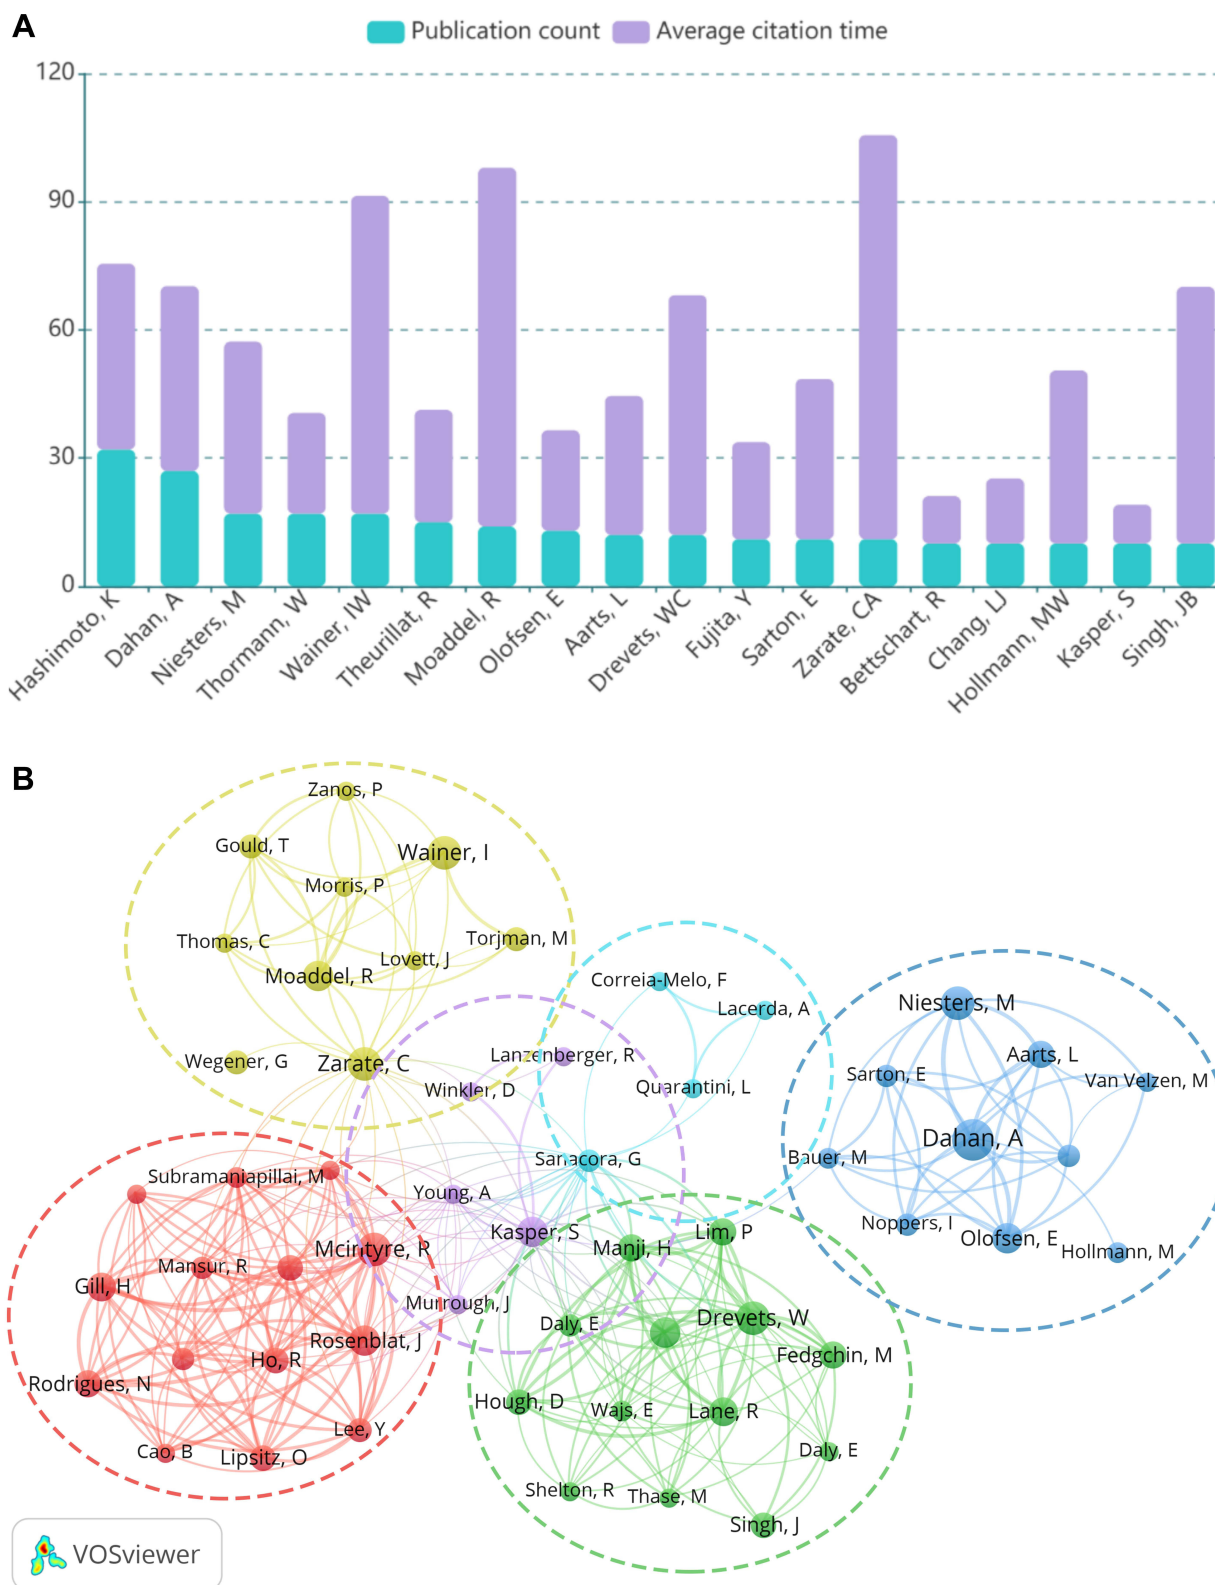 A
Publication count
Average citation time
120
90
60
30
0
Hashimoto, K
Dahan, A
Niesters, M
Thormann, W
Wainer, IW
Theurillat, R
Moaddel, R
Olofsen, E
Aarts, L
Drevets, WC
Fujita, Y
Sarton, E
Zarate, CA
Bettschart, R
Chang, LJ
Hollmann, MW
Kasper, S
Singh, JB
B
Zanos, P
Gould, T
Wainer, I
Morris, P
Thomas, C
Torjman, M
Lovett, J
Moaddel, R
Wegener, G
Zarate, C
Correia-Melo, F
Lacerda, A
Lanzenberger, R
Winkler, D
Quarantini, L
Sanacora, G
Niesters, M
Aarts, L
Sarton, E
Van Velzen, M
Dahan, A
Bauer, M
Noppers, I
Olofsen, E
Hollmann, M
Subramaniapillai, M
Young, A
Kasper, S
Mcintyre, R
Mansur, R
Gill, H
Murrough, J
Rosenblat, J
Ho, R
Rodrigues, N
Lee, Y
Cao, B
Lipsitz, O
Lim, P
Manji, H
Drevets, W
Daly, E
Fedgchin, M
Hough, D
Wajs, E
Lane, R
Daly, E
Shelton, R
Thase, M
Singh, J
VOSviewer